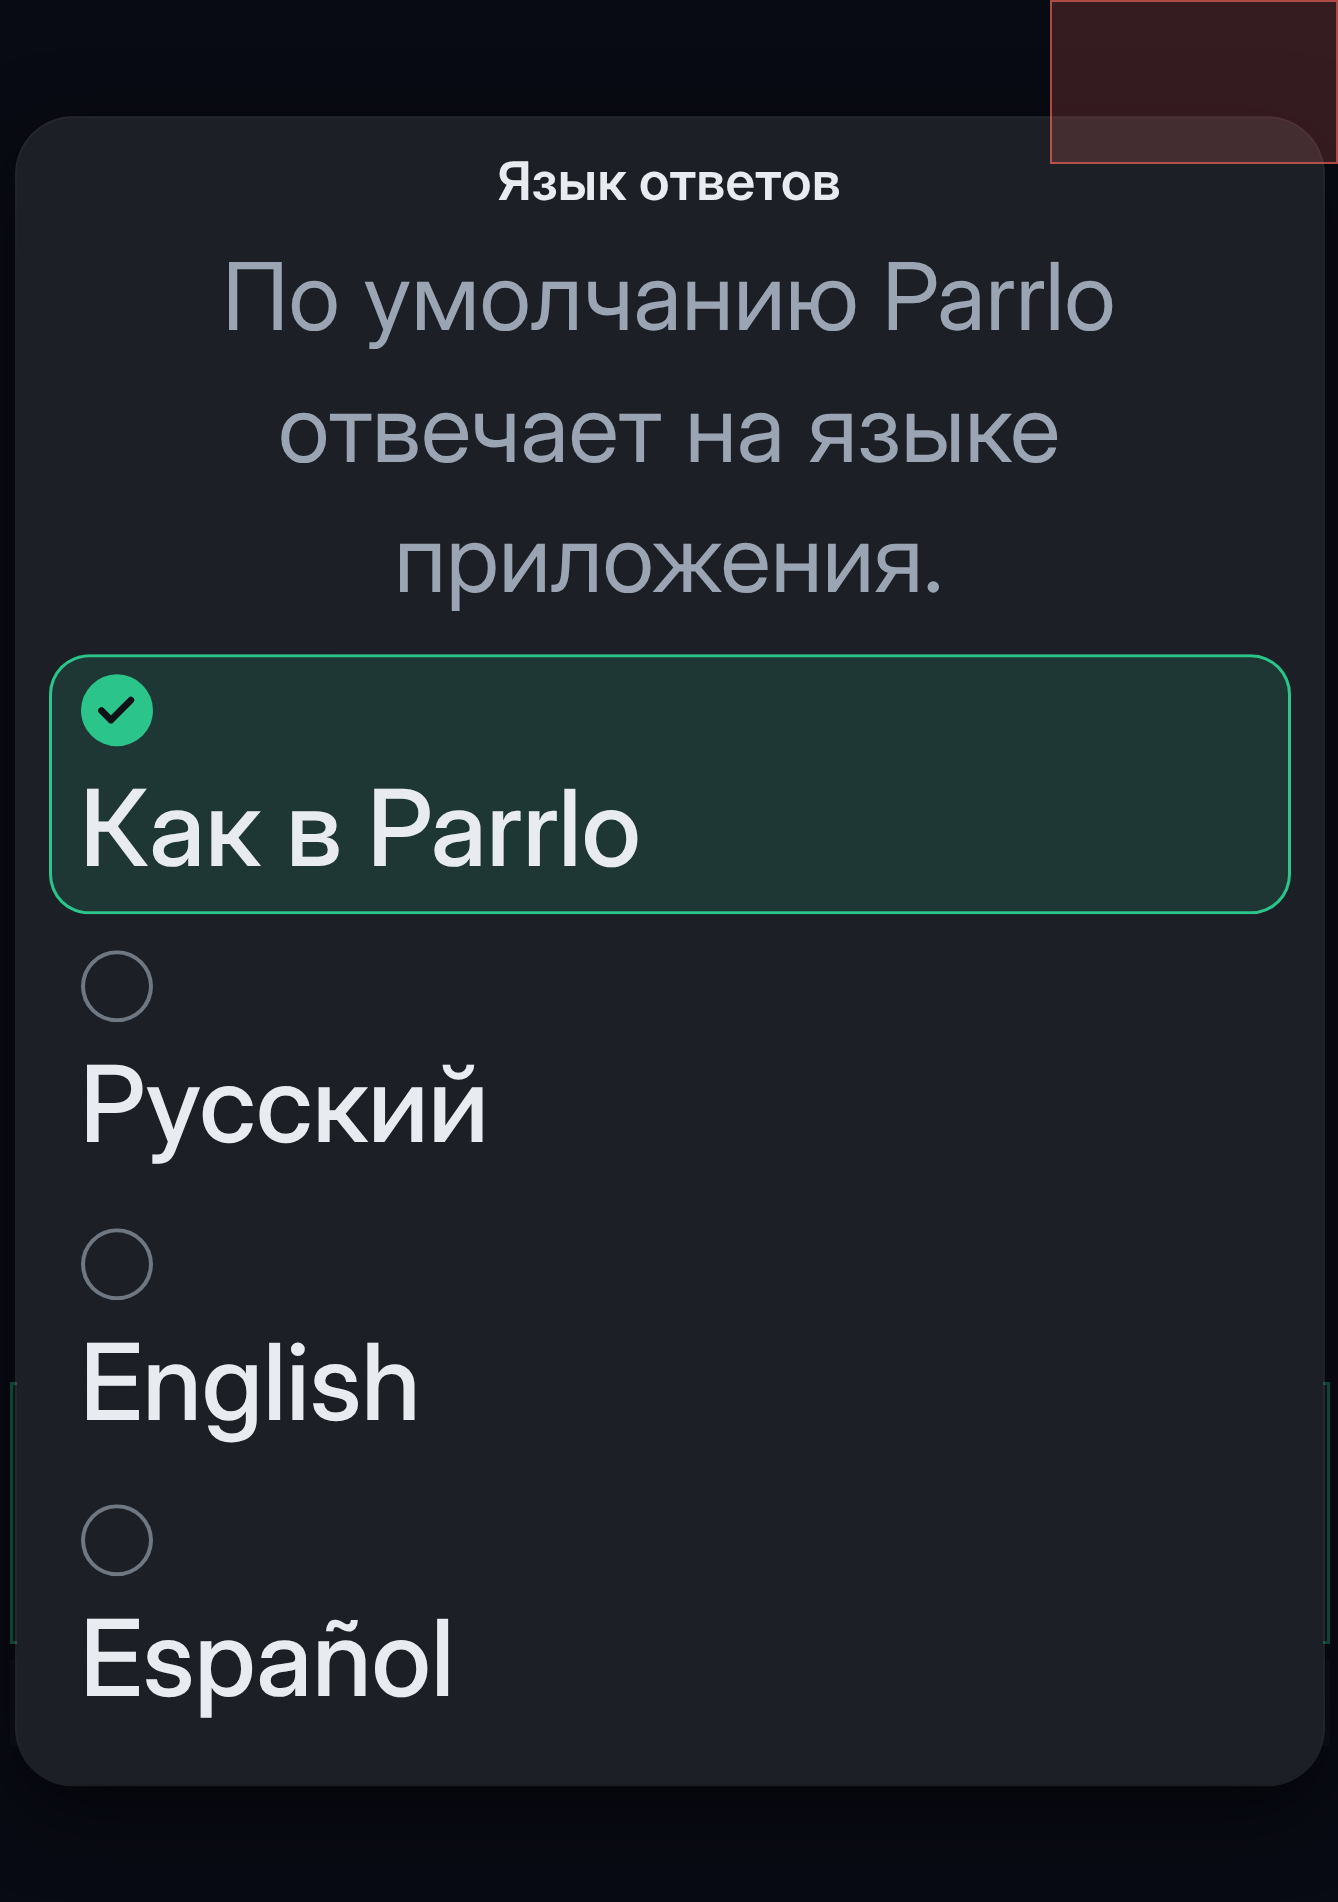 Язык ответов
По умолчанию Parrlo
отвечает на языке
приложения.
Как в Parrlo
Русский
English
Español